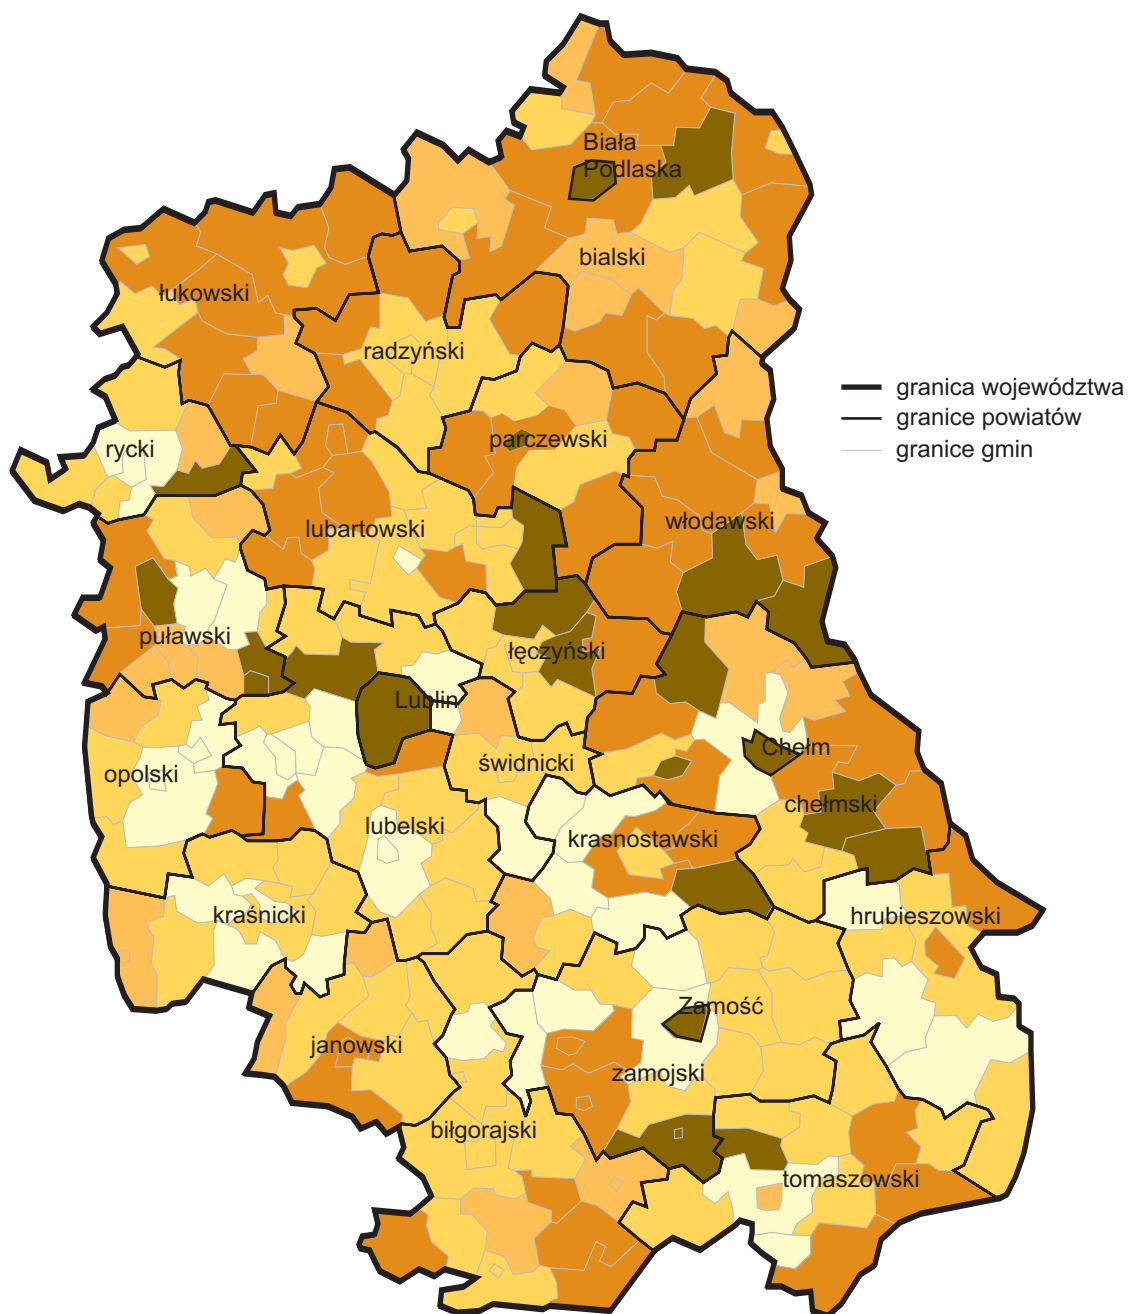 Biała
Podlaska
bialski
łukowski
radzyński
granica województwa
granice powiatów
granice gmin
rycki
parczewski
lubartowski
włodawski
puławski
łęczyński
Lublin
Chełm
opolski
świdnicki
chełmski
lubelski
krasnostawski
kraśnicki
hrubieszowski
Zamość
janowski
zamojski
biłgorajski
tomaszowski